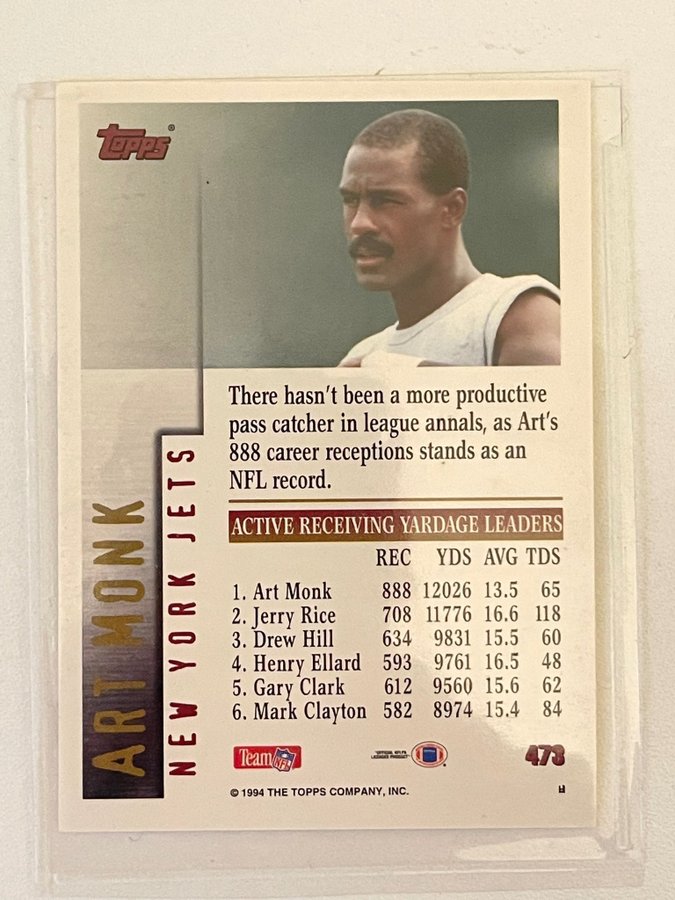 topps®
ART MONK
NEW YORK JETS
There hasn't been a more productive
pass catcher in league annals, as Art's
888 career receptions stands as an
NFL record.
ACTIVE RECEIVING YARDAGE LEADERS
REC YDS AVG TDS
1. Art Monk 888 12026 13.5 65
2. Jerry Rice 708 11776 16.6 118
3. Drew Hill 634 9831 15.5 60
4. Henry Ellard 593 9761 16.5 48
5. Gary Clark 612 9560 15.6 62
6. Mark Clayton 582 8974 15.4 84
Team NFL
OFFICIAL NFLPA
LICENSED PRODUCT
473
© 1994 THE TOPPS COMPANY, INC.